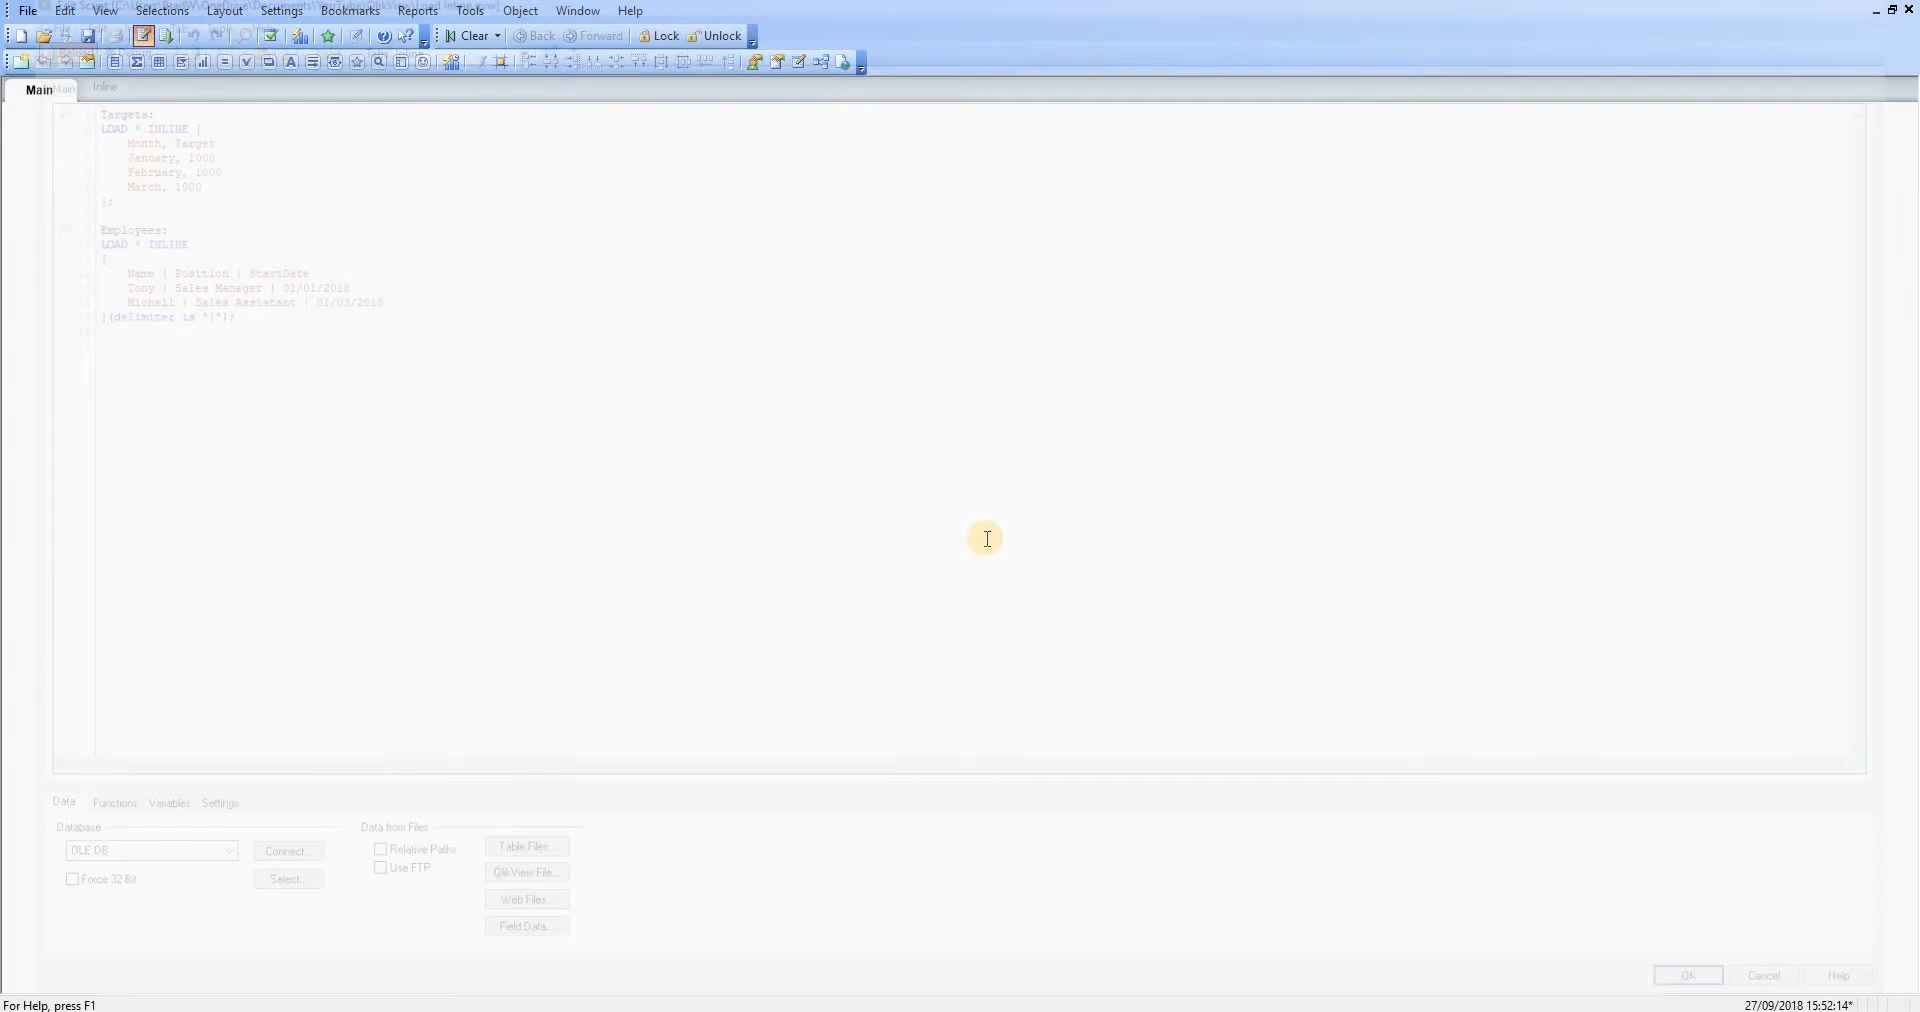 File Edit View Selections Layout Settings Bookmarks Reports Tools Object Window Help
Clear Back Forward Lock Unlock
Main Main Inline
Targets:
LOAD * INLINE [
Month, Target
January, 1000
February, 1000
March, 1000
];
Employees:
LOAD * INLINE
[
Name | Position | StartDate
Tony | Sales Manager | 01/01/2018
Michell | Sales Assistant | 01/03/2018
](delimiter is '|');
Data Functions Variables Settings
Database Data from Files
OLE DB Connect... Relative Paths Table Files...
Force 32 Bit Select... Use FTP QlikView File...
Web Files...
Field Data...
OK Cancel Help
For Help, press F1 27/09/2018 15:52:14*